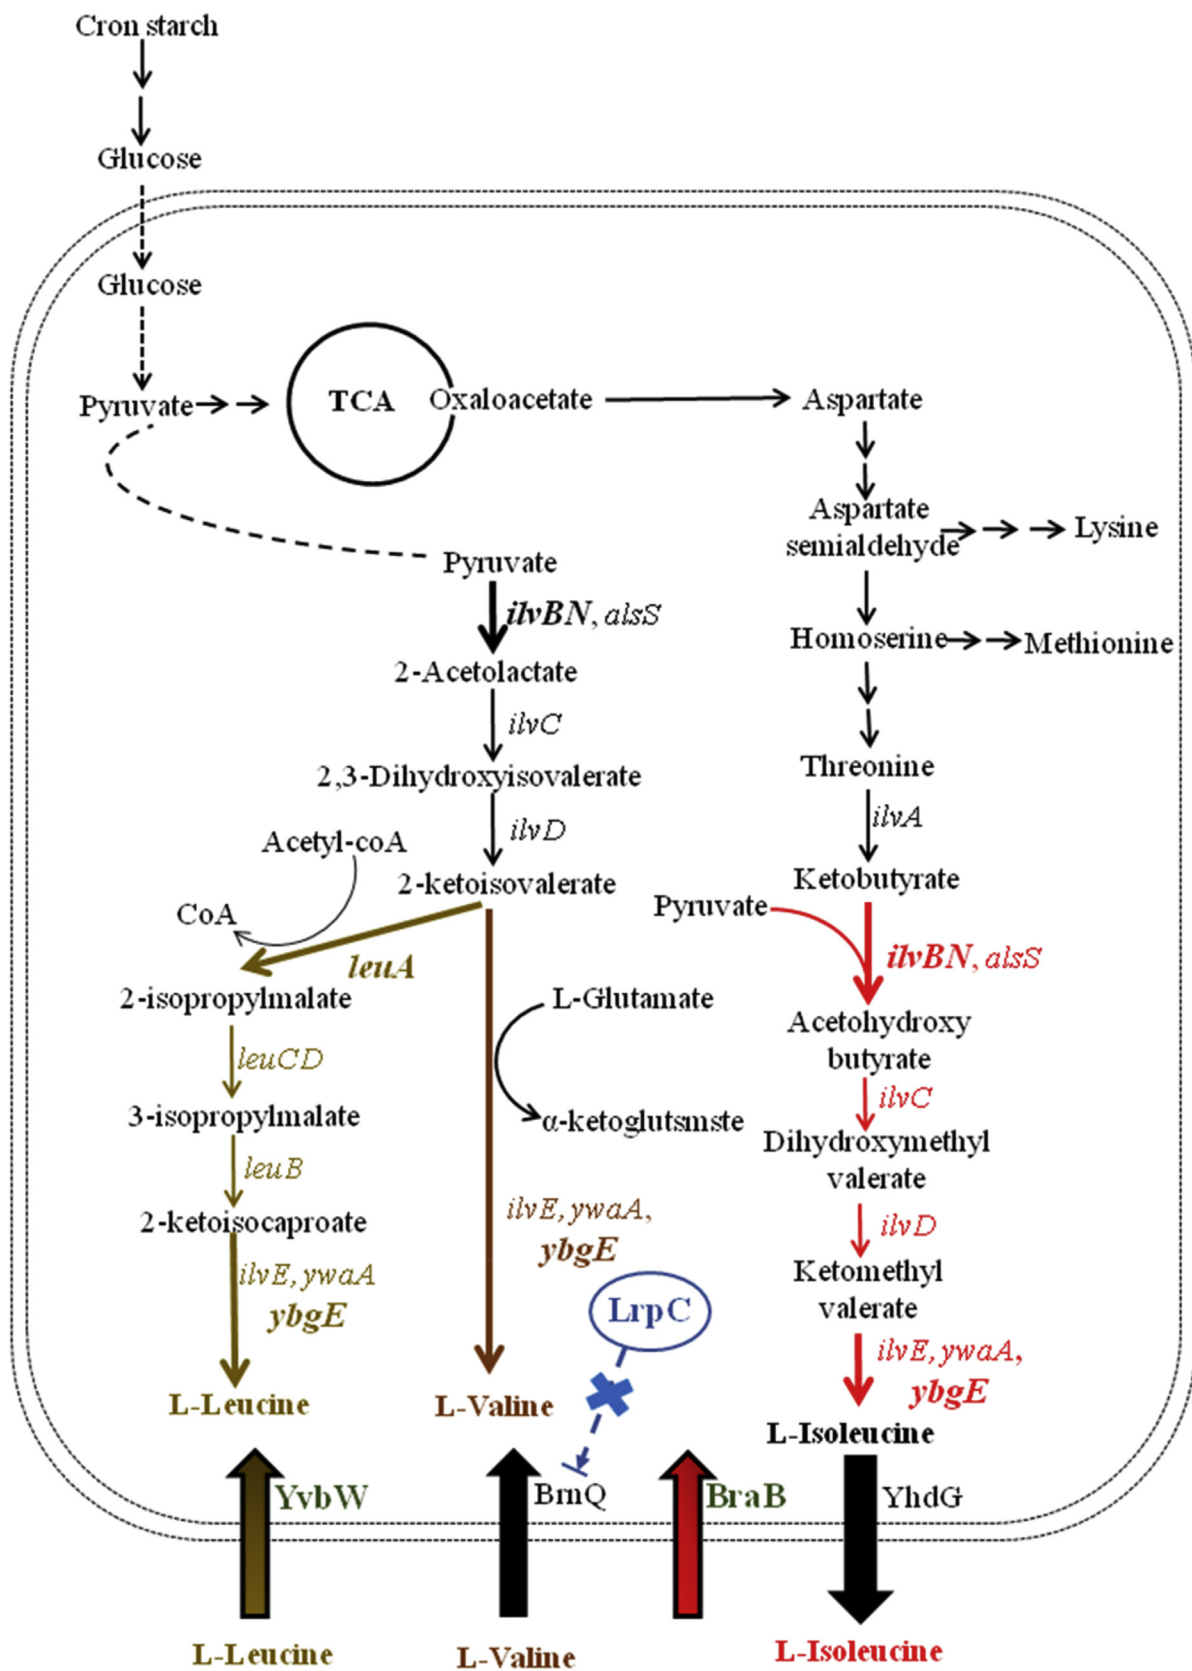 Cron starch
Glucose
Glucose
Pyruvate
TCA
Oxaloacetate
Aspartate
Aspartate
semialdehyde
Lysine
Pyruvate
ilvBN, alsS
Homoserine
Methionine
2-Acetolactate
ilvC
2,3-Dihydroxyisovalerate
Threonine
ilvD
ilvA
Acetyl-coA
2-ketoisovalerate
Ketobutyrate
CoA
Pyruvate
leuA
ilvBN, alsS
2-isopropylmalate
L-Glutamate
Acetohydroxy
butyrate
leuCD
ilvC
3-isopropylmalate
α-ketoglutsmste
Dihydroxymethyl
valerate
leuB
2-ketoisocaproate
ilvE, ywaA,
ybgE
ilvD
Ketomethyl
valerate
ilvE, ywaA
ybgE
LrpC
ilvE, ywaA,
ybgE
L-Leucine
L-Valine
L-Isoleucine
YvbW
BrnQ
BraB
YhdG
L-Leucine
L-Valine
L-Isoleucine